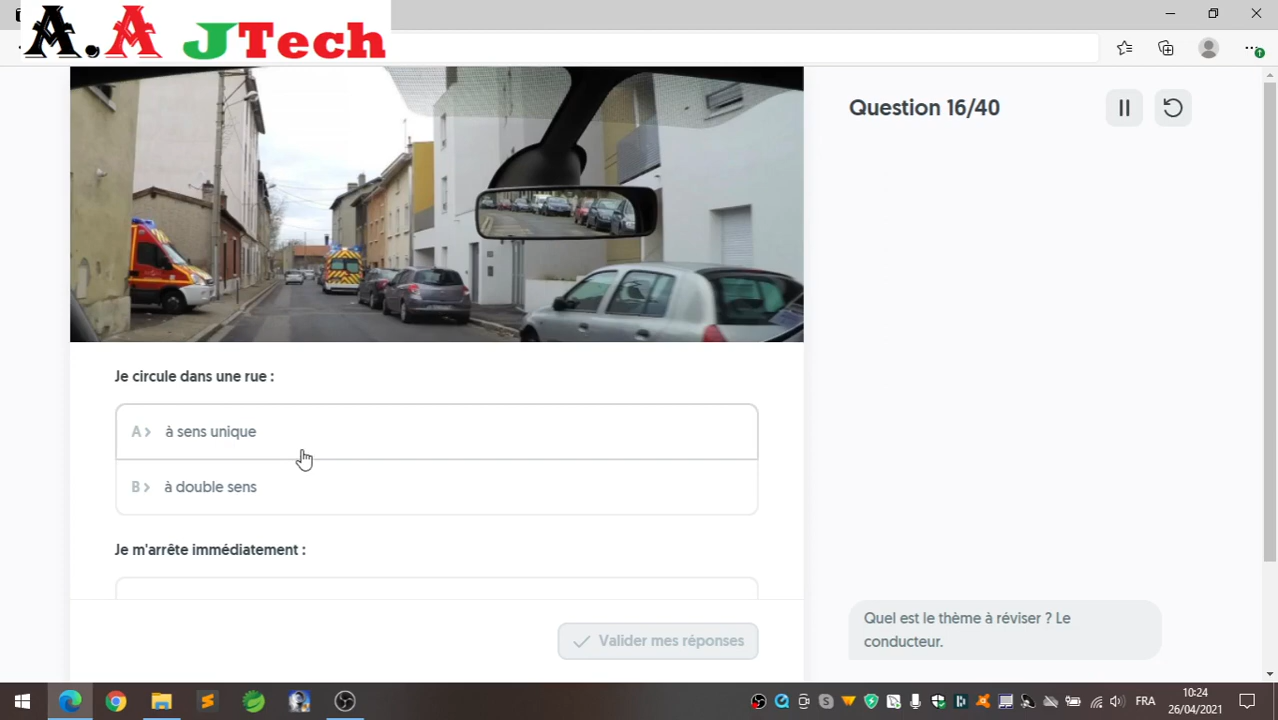 A.A JTech
Question 16/40
Je circule dans une rue :
A > à sens unique
B > à double sens
Je m'arrête immédiatement :
Valider mes réponses
Quel est le thème à réviser ? Le
conducteur.
FRA
10:24
26/04/2021